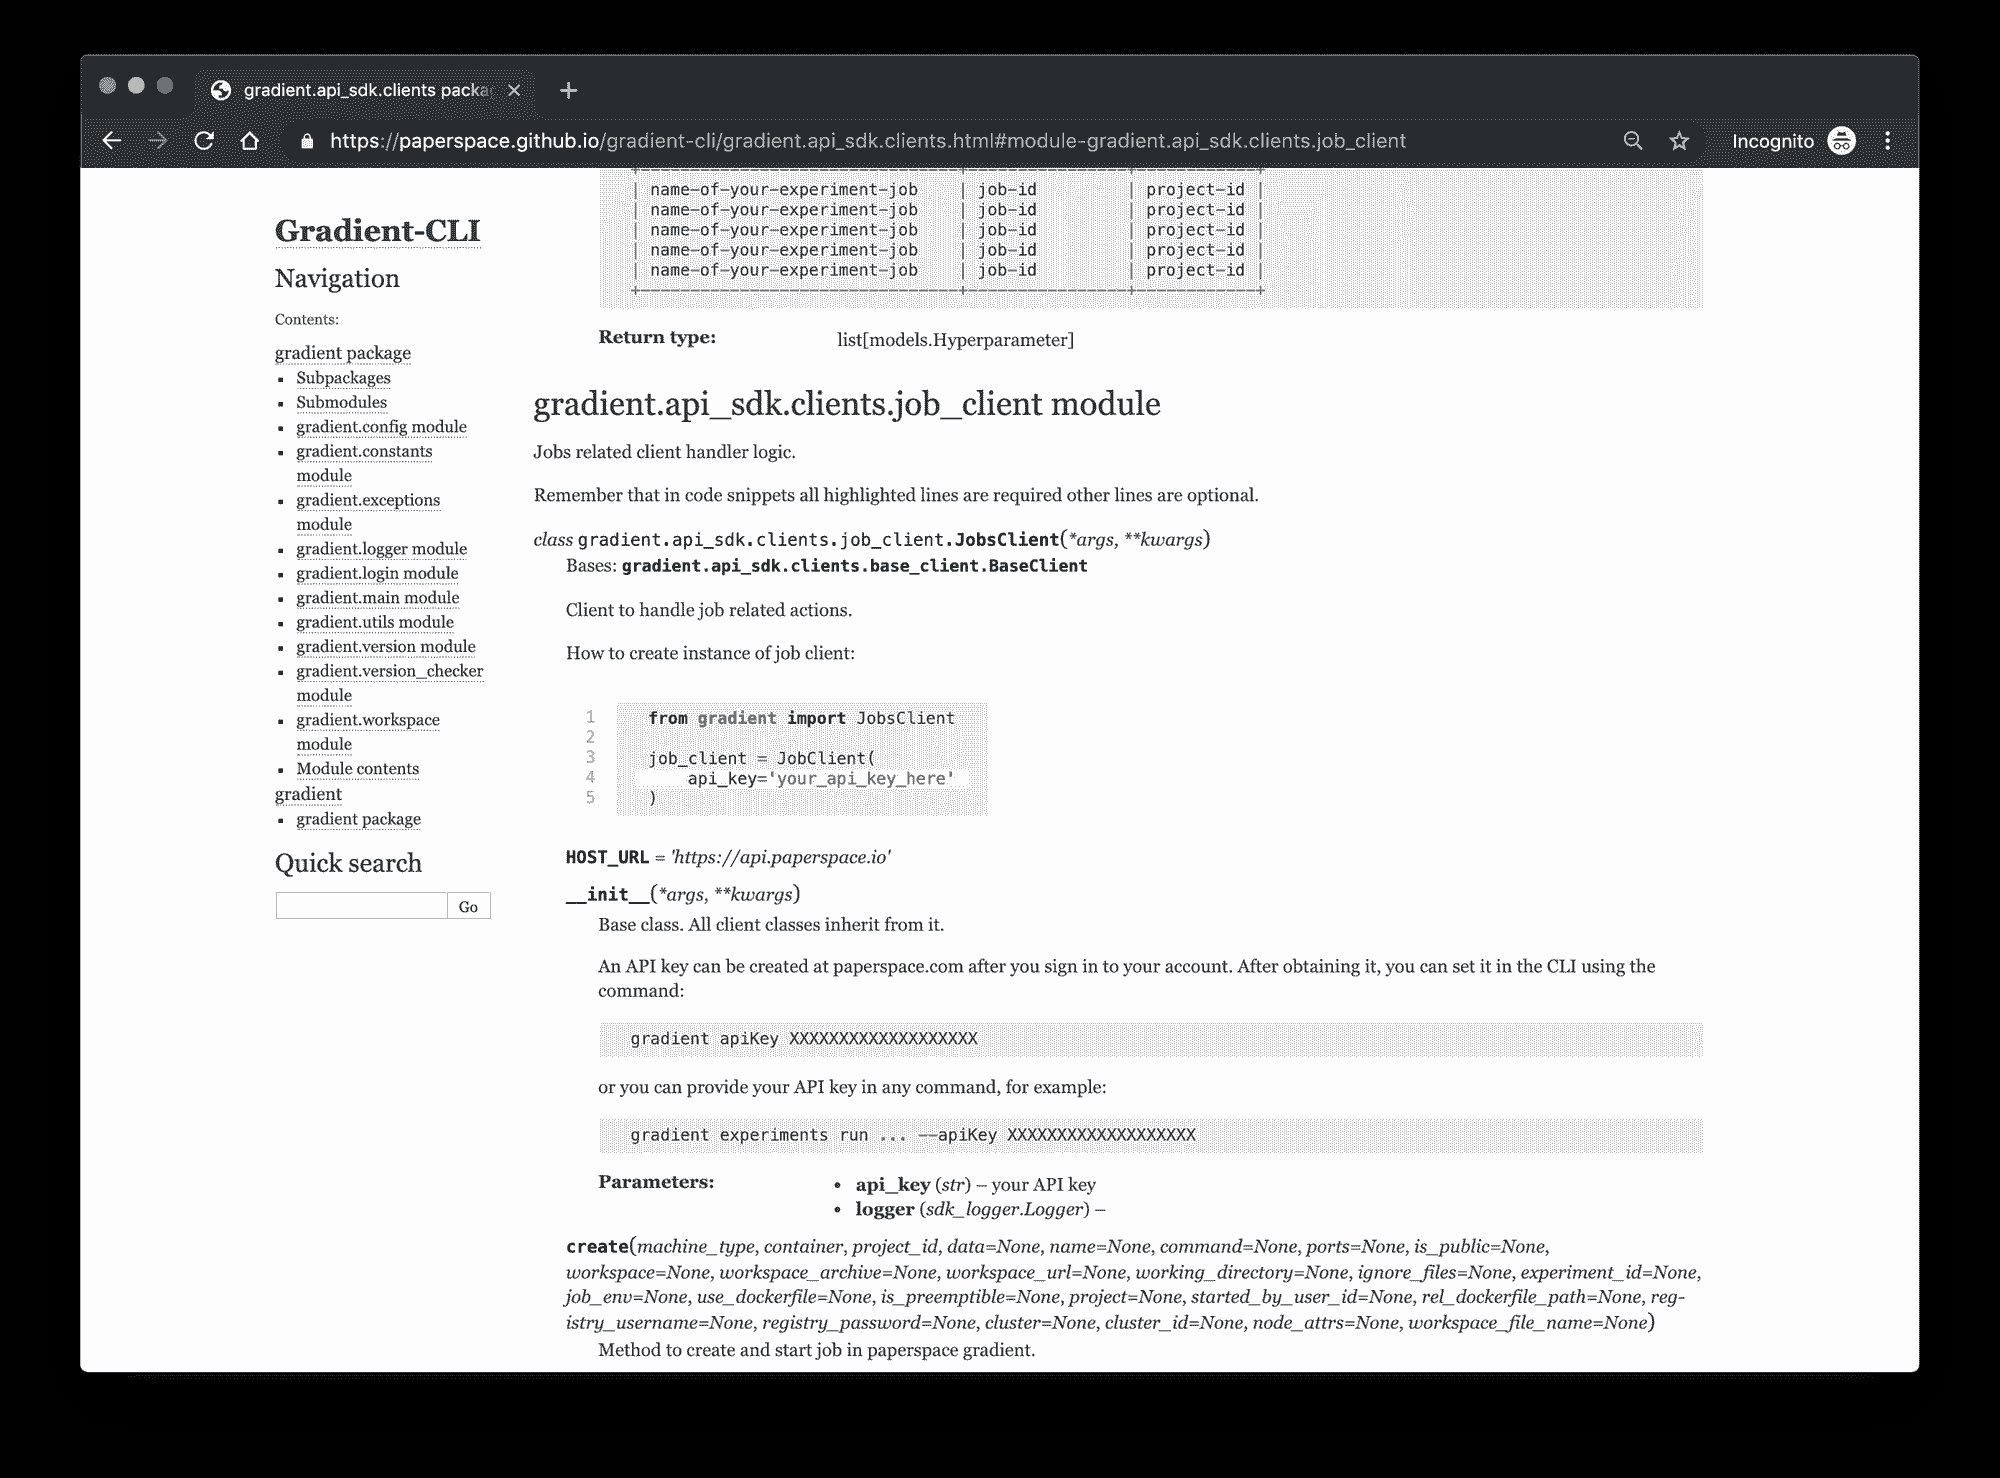 gradient.api_sdk.clients packa
https://paperspace.github.io/gradient-cli/gradient.api_sdk.clients.html#module-gradient.api_sdk.clients.job_client
Incognito
Gradient-CLI
Navigation
Contents:
gradient package
Subpackages
Submodules
gradient.config module
gradient.constants
module
gradient.exceptions
module
gradient.logger module
gradient.login module
gradient.main module
gradient.utils module
gradient.version module
gradient.version_checker
module
gradient.workspace
module
Module contents
gradient
gradient package
Quick search
Go
| name-of-your-experiment-job | job-id | project-id |
| name-of-your-experiment-job | job-id | project-id |
| name-of-your-experiment-job | job-id | project-id |
| name-of-your-experiment-job | job-id | project-id |
| name-of-your-experiment-job | job-id | project-id |
Return type: list[models.Hyperparameter]
gradient.api_sdk.clients.job_client module
Jobs related client handler logic.
Remember that in code snippets all highlighted lines are required other lines are optional.
class gradient.api_sdk.clients.job_client.JobsClient(*args, **kwargs)
Bases: gradient.api_sdk.clients.base_client.BaseClient
Client to handle job related actions.
How to create instance of job client:
1 from gradient import JobsClient
2
3 job_client = JobClient(
4 api_key='your_api_key_here'
5 )
HOST_URL = 'https://api.paperspace.io'
__init__(*args, **kwargs)
Base class. All client classes inherit from it.
An API key can be created at paperspace.com after you sign in to your account. After obtaining it, you can set it in the CLI using the
command:
gradient apiKey XXXXXXXXXXXXXXXXXXX
or you can provide your API key in any command, for example:
gradient experiments run ... --apiKey XXXXXXXXXXXXXXXXXXX
Parameters: • api_key (str) – your API key
• logger (sdk_logger.Logger) –
create(machine_type, container, project_id, data=None, name=None, command=None, ports=None, is_public=None,
workspace=None, workspace_archive=None, workspace_url=None, working_directory=None, ignore_files=None, experiment_id=None,
job_env=None, use_dockerfile=None, is_preemptible=None, project=None, started_by_user_id=None, rel_dockerfile_path=None, reg-
istry_username=None, registry_password=None, cluster=None, cluster_id=None, node_attrs=None, workspace_file_name=None)
Method to create and start job in paperspace gradient.